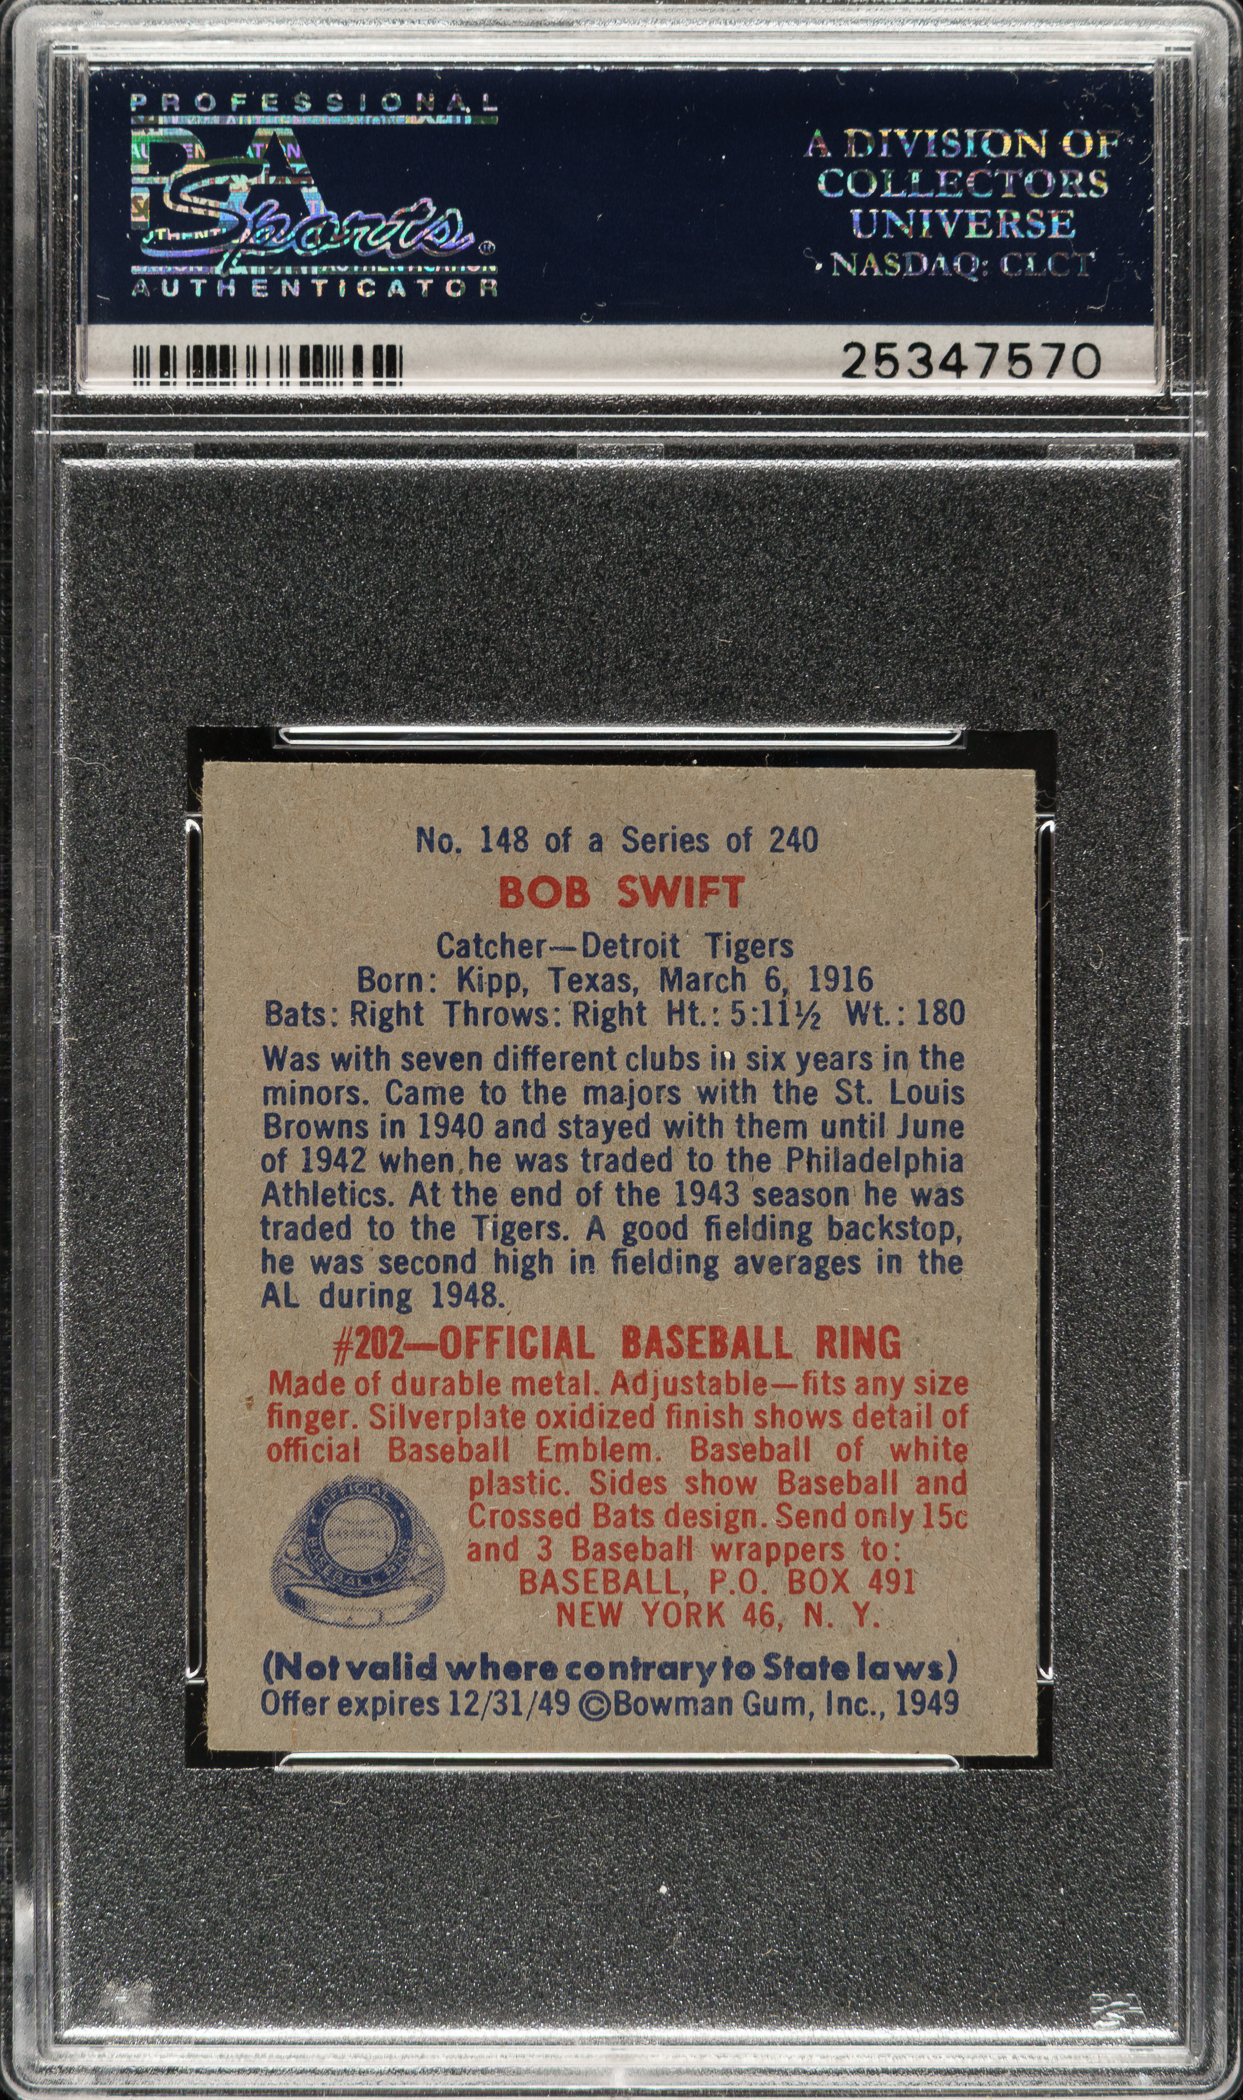 PROFESSIONAL
PSA
Sports
AUTHENTICATOR
A DIVISION OF
COLLECTORS
UNIVERSE
NASDAQ: CLCT
25347570
No. 148 of a Series of 240
BOB SWIFT
Catcher—Detroit Tigers
Born: Kipp, Texas, March 6, 1916
Bats: Right Throws: Right Ht.: 5:11½ Wt.: 180
Was with seven different clubs in six years in the
minors. Came to the majors with the St. Louis
Browns in 1940 and stayed with them until June
of 1942 when he was traded to the Philadelphia
Athletics. At the end of the 1943 season he was
traded to the Tigers. A good fielding backstop,
he was second high in fielding averages in the
AL during 1948.
#202—OFFICIAL BASEBALL RING
Made of durable metal. Adjustable—fits any size
finger. Silverplate oxidized finish shows detail of
official Baseball Emblem. Baseball of white
plastic. Sides show Baseball and
Crossed Bats design. Send only 15c
and 3 Baseball wrappers to:
BASEBALL, P.O. BOX 491
NEW YORK 46, N. Y.
OFFICIAL
BASEBALL
BASEBALL RING
(Not valid where contrary to State laws)
Offer expires 12/31/49 ©Bowman Gum, Inc., 1949
PSA